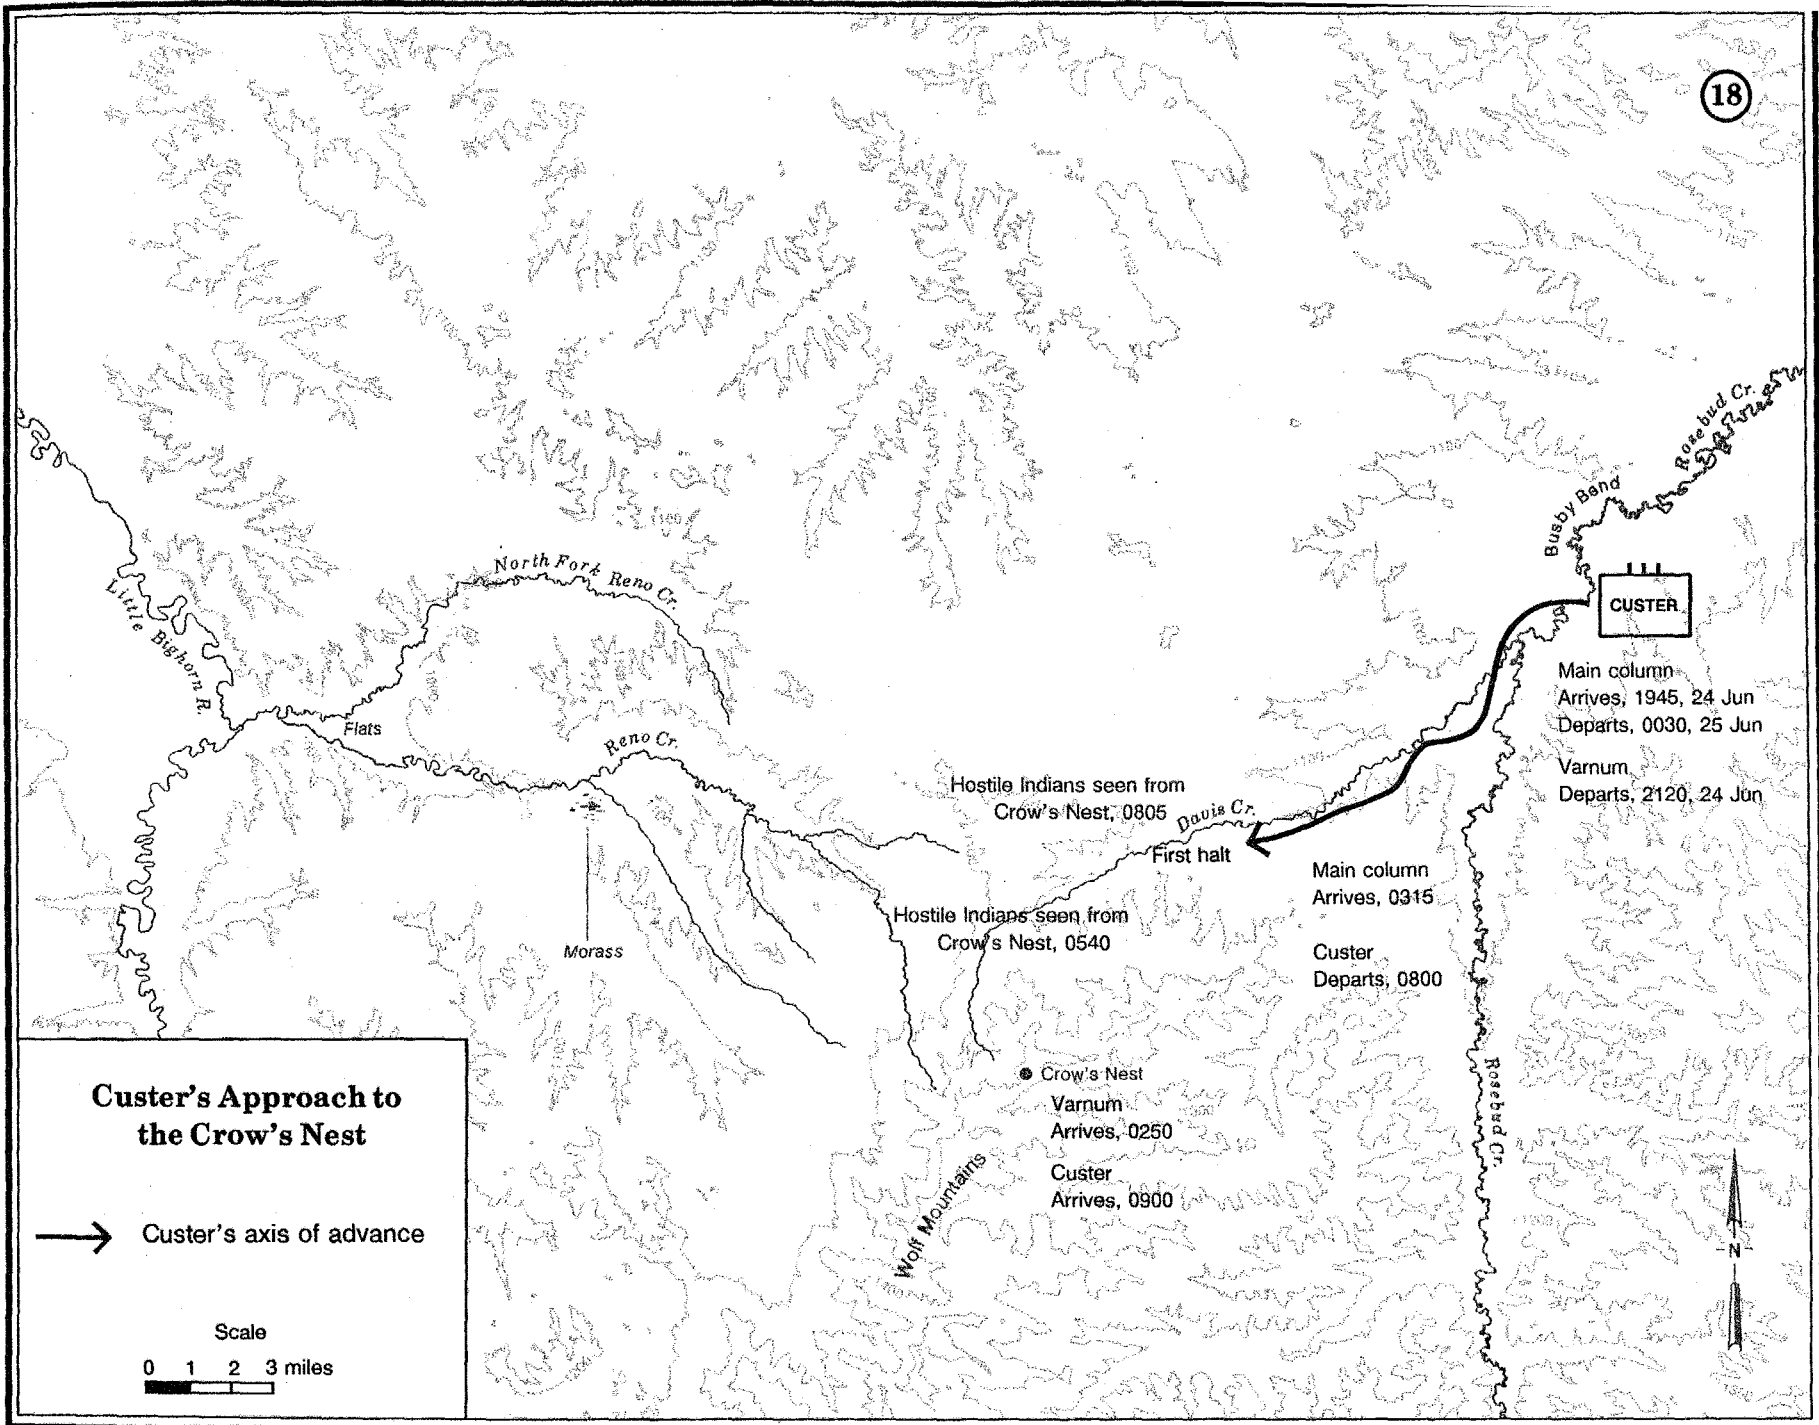 18
Rosebud Cr.
Busby Bend
North Fork Reno Cr.
CUSTER
Little Bighorn R.
Main column
Arrives, 1945, 24 Jun
Departs, 0030, 25 Jun
Flats
Reno Cr.
Varnum
Departs, 2120, 24 Jun
Hostile Indians seen from
Crow's Nest, 0805
Davis Cr.
First halt
Main column
Arrives, 0315
Hostile Indians seen from
Crow's Nest, 0540
Morass
Custer
Departs, 0800
Crow's Nest
Varnum
Arrives, 0250
Custer
Arrives, 0900
Wolf Mountains
Rosebud Cr.
N
Custer's Approach to
the Crow's Nest
Custer's axis of advance
Scale
0 1 2 3 miles